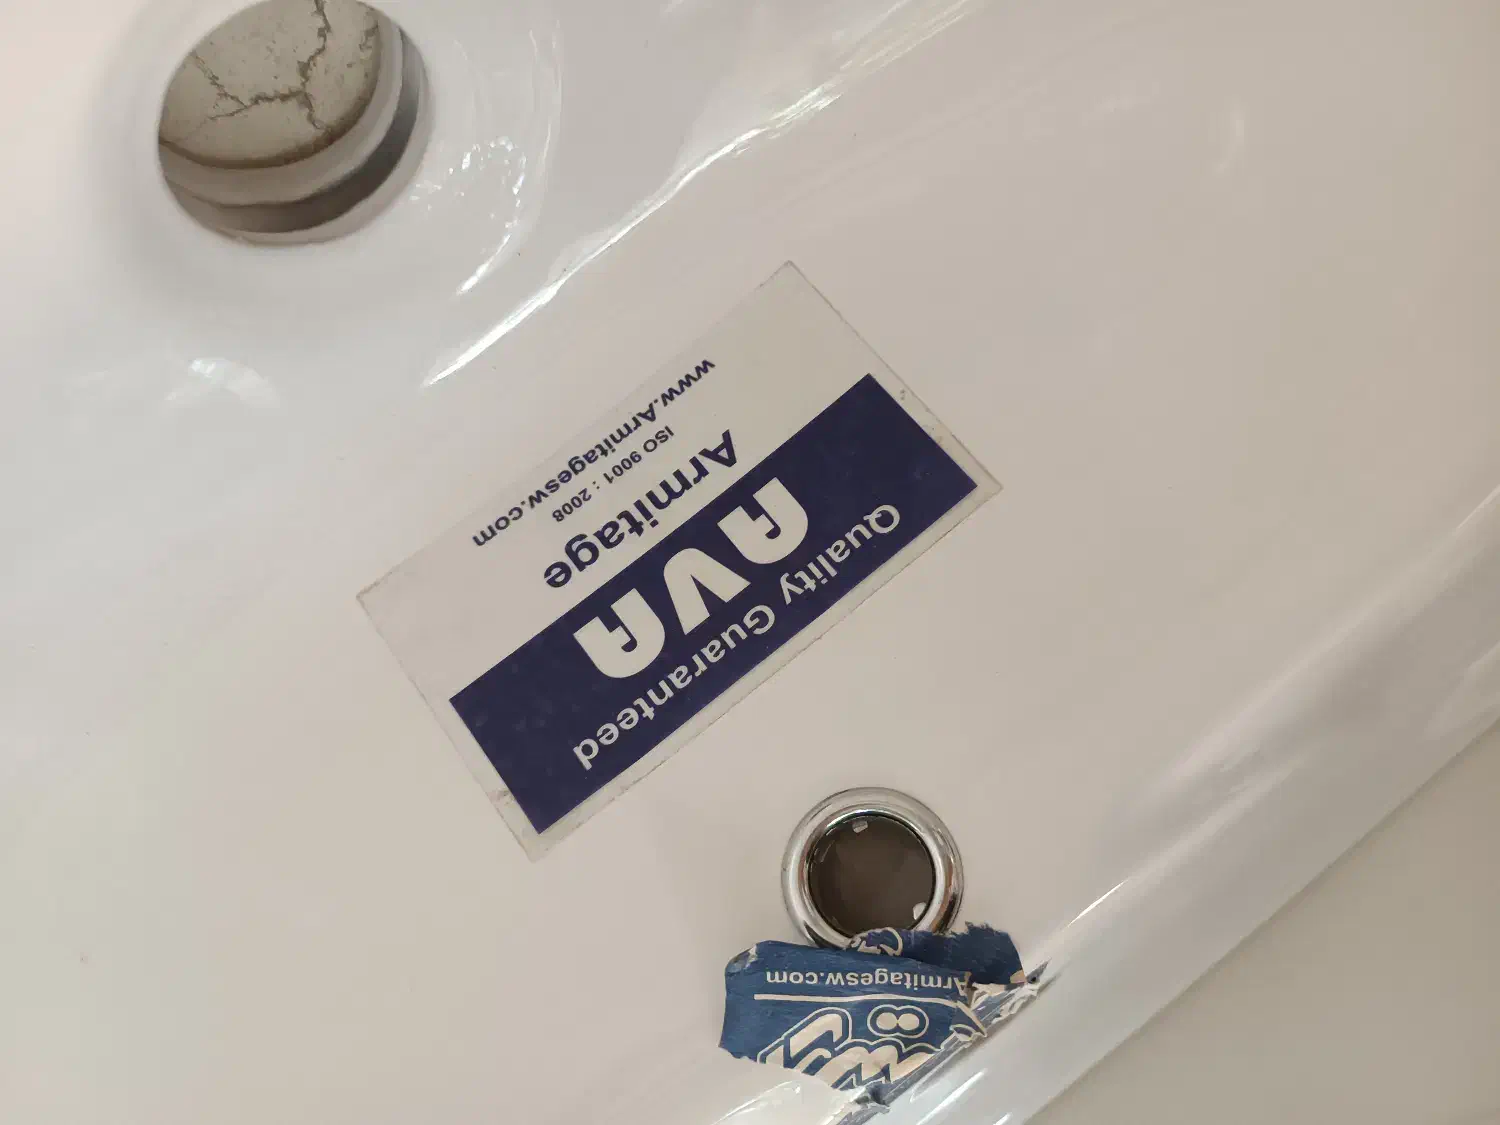 Quality Guaranteed
AVA
Armitage
ISO 9001 : 2008
www.Armitagesw.com
Armitagesw.com